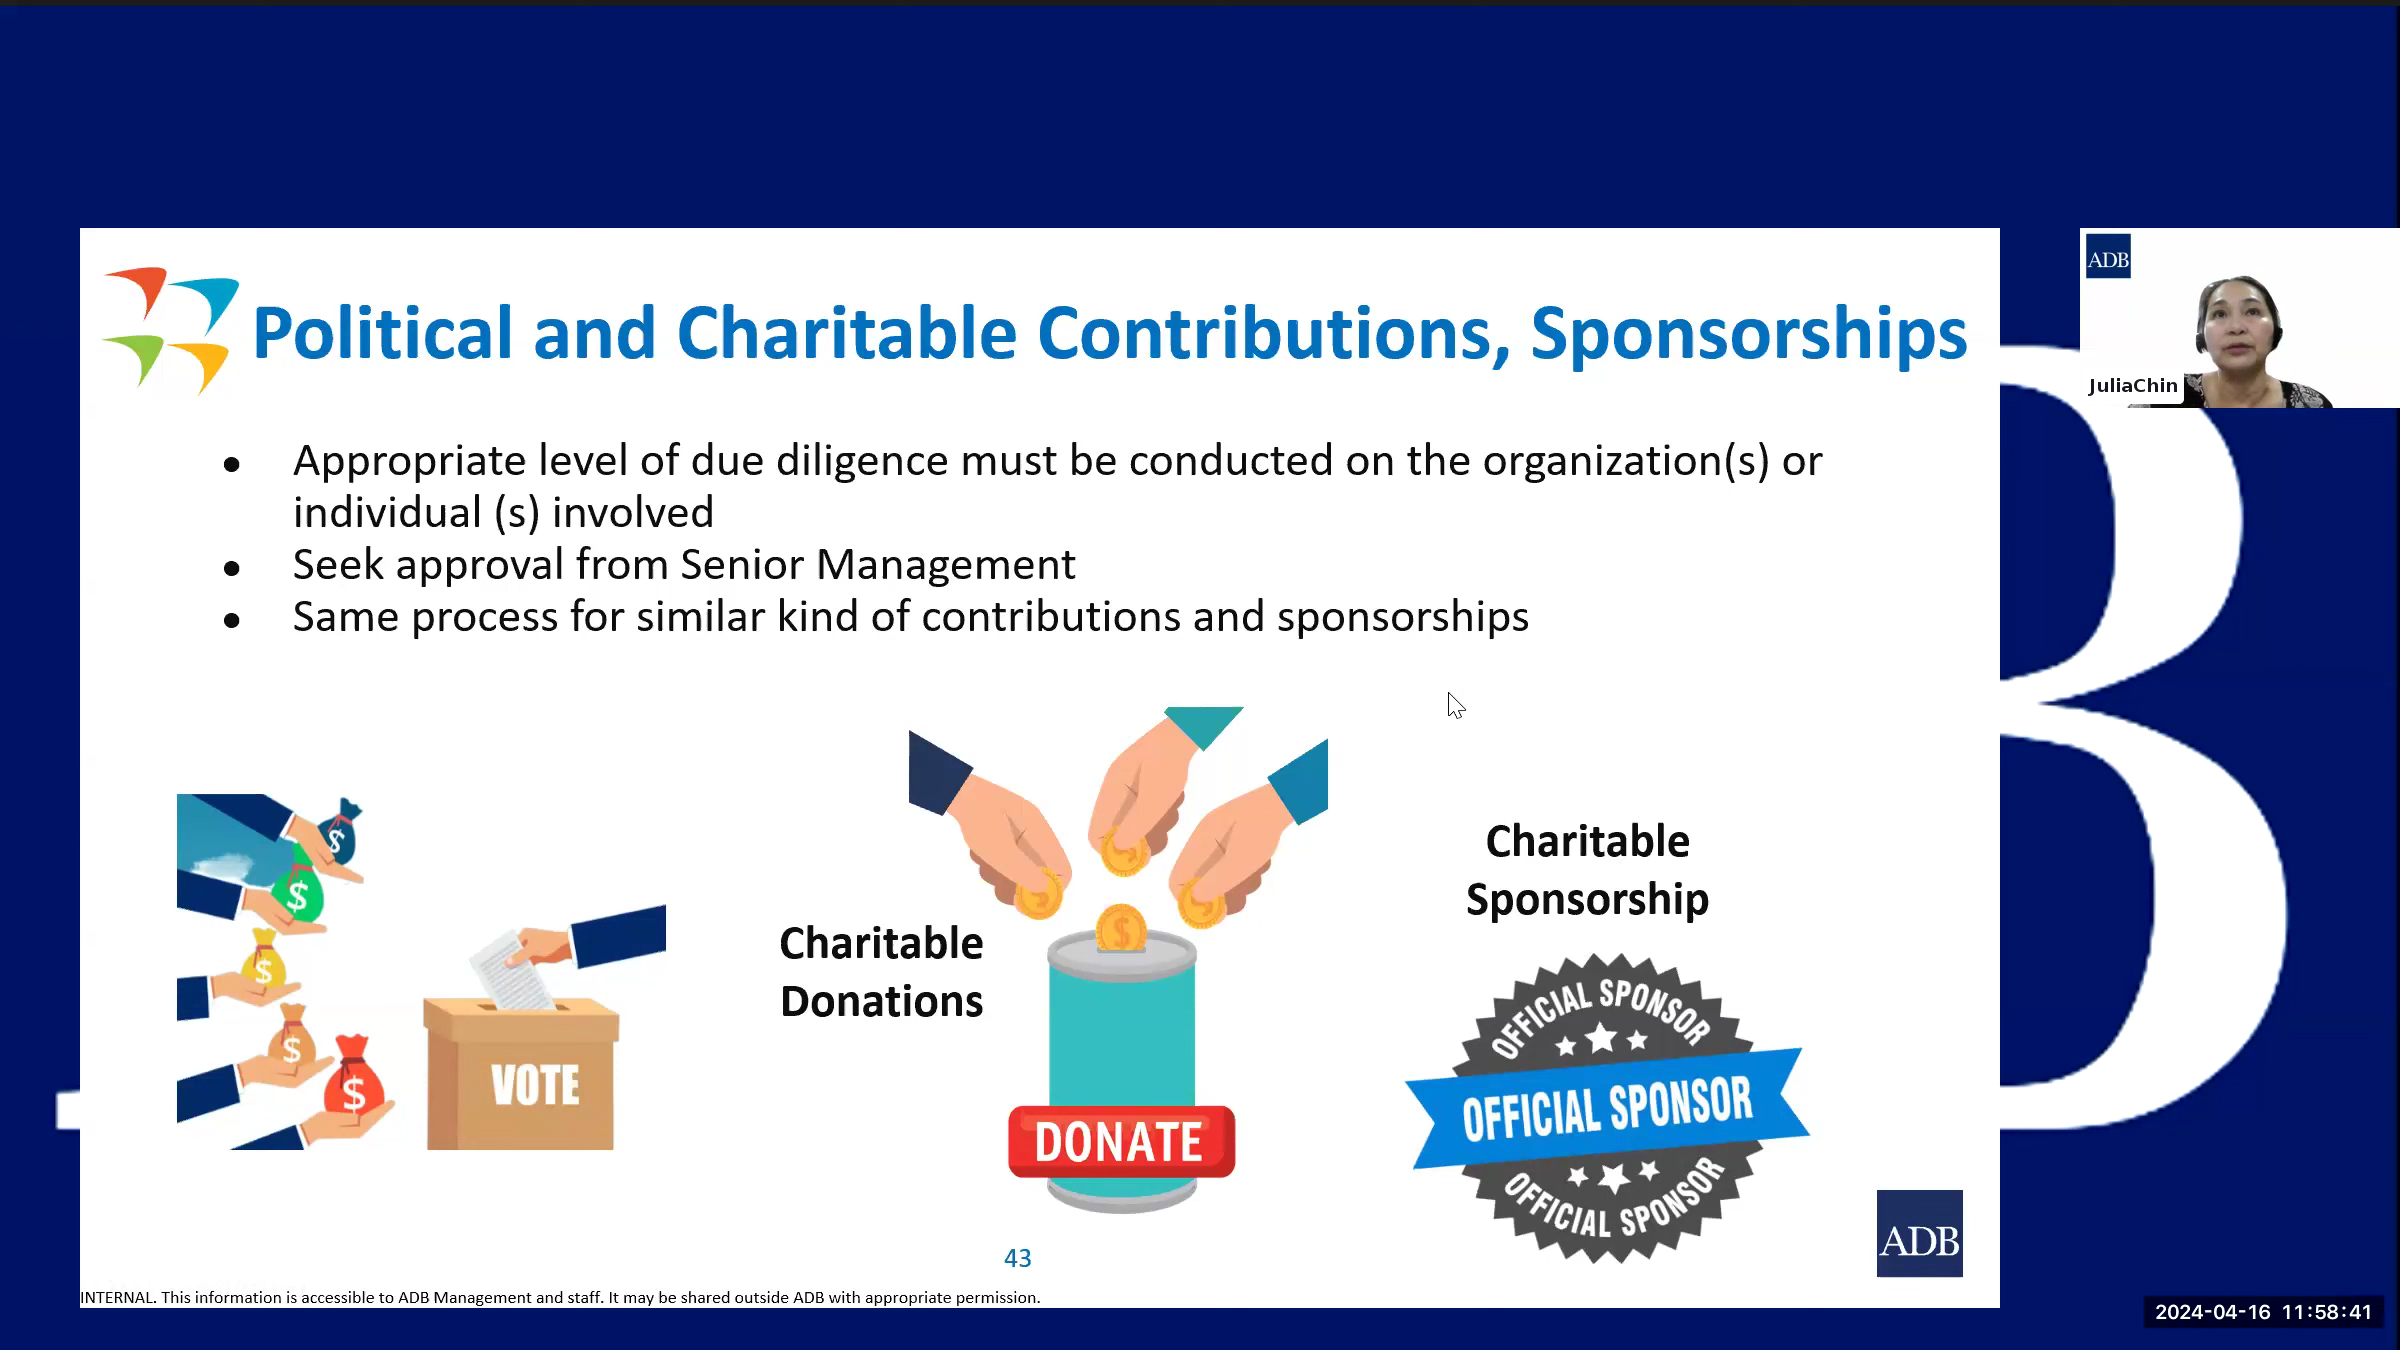 Political and Charitable Contributions, Sponsorships
ADB
JuliaChin
● Appropriate level of due diligence must be conducted on the organization(s) or
individual (s) involved
● Seek approval from Senior Management
● Same process for similar kind of contributions and sponsorships
$
$
$
$
$
VOTE
Charitable
Donations
$
DONATE
Charitable
Sponsorship
OFFICIAL SPONSOR
OFFICIAL SPONSOR
OFFICIAL SPONSOR
ADB
43
INTERNAL. This information is accessible to ADB Management and staff. It may be shared outside ADB with appropriate permission.
2024-04-16 11:58:41